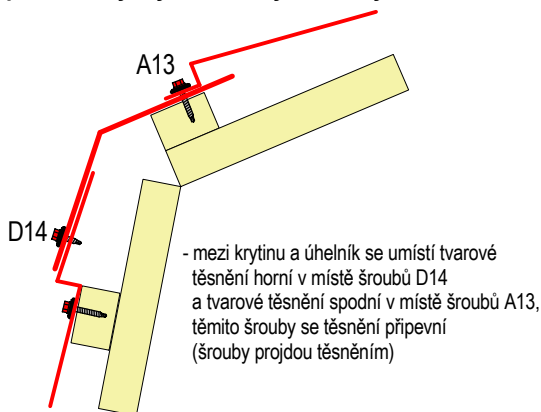 A13
D14
- mezi krytinu a úhelník se umístí tvarové
těsnění horní v místě šroubů D14
a tvarové těsnění spodní v místě šroubů A13,
těmito šrouby se těsnění připevní
(šrouby projdou těsněním)